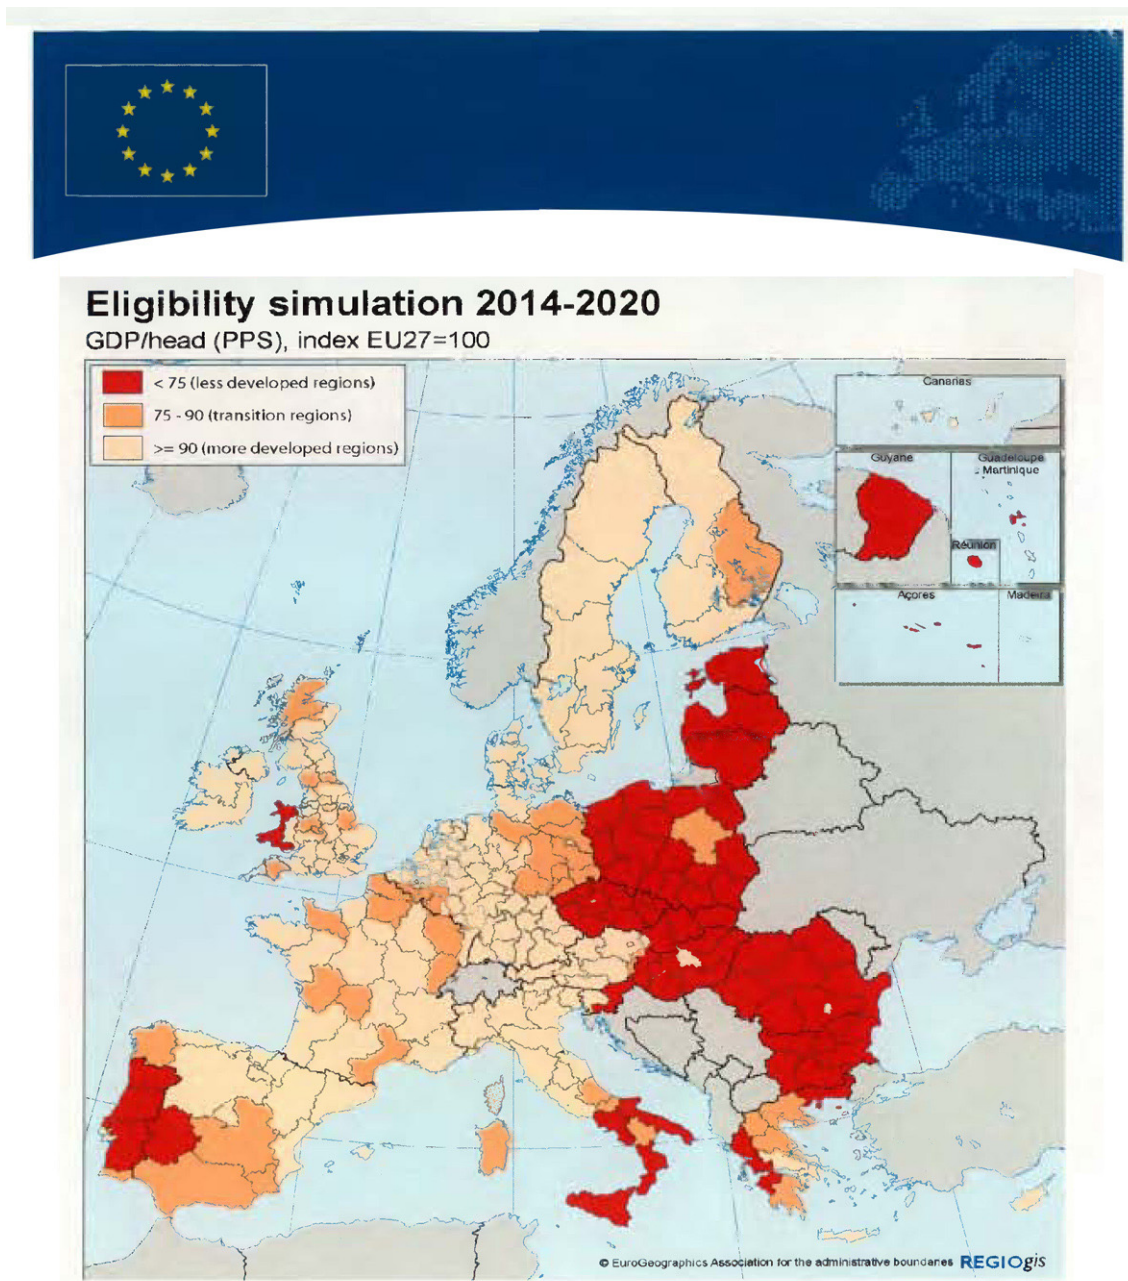 Eligibility simulation 2014-2020
GDP/head (PPS), index EU27=100
< 75 (less developed regions)
75 - 90 (transition regions)
>= 90 (more developed regions)
Canarias
Guyane
Guadeloupe
Martinique
Réunion
Açores
Madeira
© EuroGeographics Association for the administrative boundaries REGIOgis